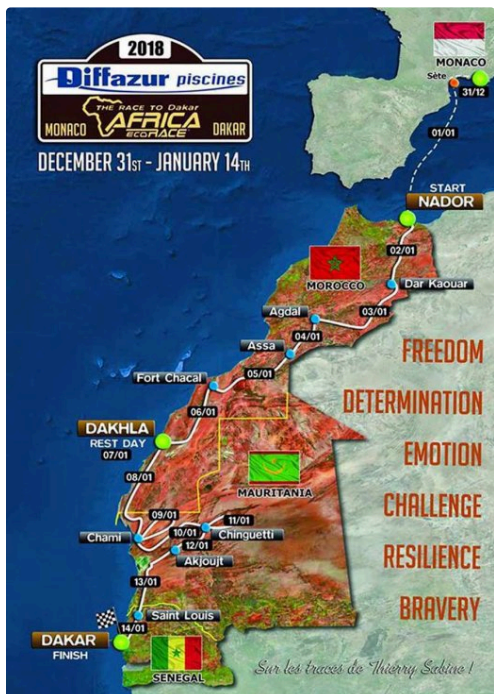 2018
Diffazur piscines
THE RACE TO Dakar
AFRICA
ECO RACE
MONACO
DAKAR
DECEMBER 31ST - JANUARY 14TH
MONACO
Sète
31/12
01/01
START
NADOR
02/01
MOROCCO
Dar Kaouar
Agdal
03/01
04/01
Assa
05/01
Fort Chacal
06/01
DAKHLA
REST DAY
07/01
08/01
MAURITANIA
09/01
10/01
11/01
Chami
Chinguetti
12/01
Akjoujt
13/01
Saint Louis
14/01
DAKAR
FINISH
SENEGAL
FREEDOM
DETERMINATION
EMOTION
CHALLENGE
RESILIENCE
BRAVERY
Sur les traces de Thierry Sabine !